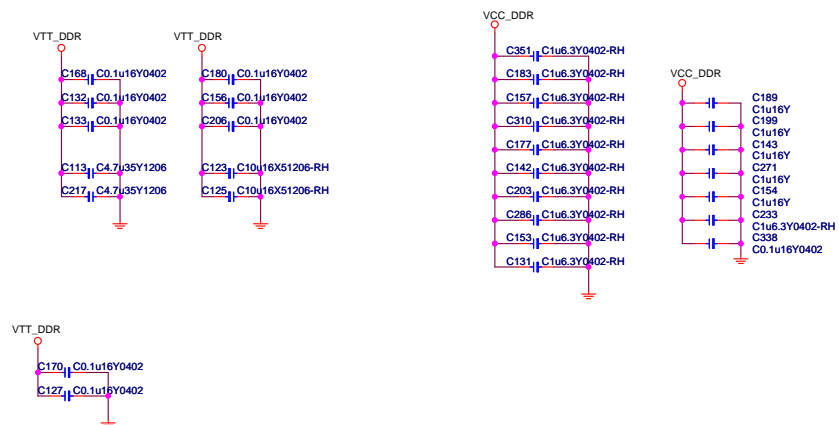 VTT_DDR
C168 C0.1u16Y0402
C132 C0.1u16Y0402
C133 C0.1u16Y0402
C113 C4.7u35Y1206
C217 C4.7u35Y1206
VTT_DDR
C180 C0.1u16Y0402
C156 C0.1u16Y0402
C206 C0.1u16Y0402
C123 C10u16X51206-RH
C125 C10u16X51206-RH
VCC_DDR
C351 C1u6.3Y0402-RH
C183 C1u6.3Y0402-RH
C157 C1u6.3Y0402-RH
C310 C1u6.3Y0402-RH
C177 C1u6.3Y0402-RH
C142 C1u6.3Y0402-RH
C203 C1u6.3Y0402-RH
C286 C1u6.3Y0402-RH
C153 C1u6.3Y0402-RH
C131 C1u6.3Y0402-RH
VCC_DDR
C189
C1u16Y
C199
C1u16Y
C143
C1u16Y
C271
C1u16Y
C154
C1u16Y
C233
C1u6.3Y0402-RH
C338
C0.1u16Y0402
VTT_DDR
C170 C0.1u16Y0402
C127 C0.1u16Y0402